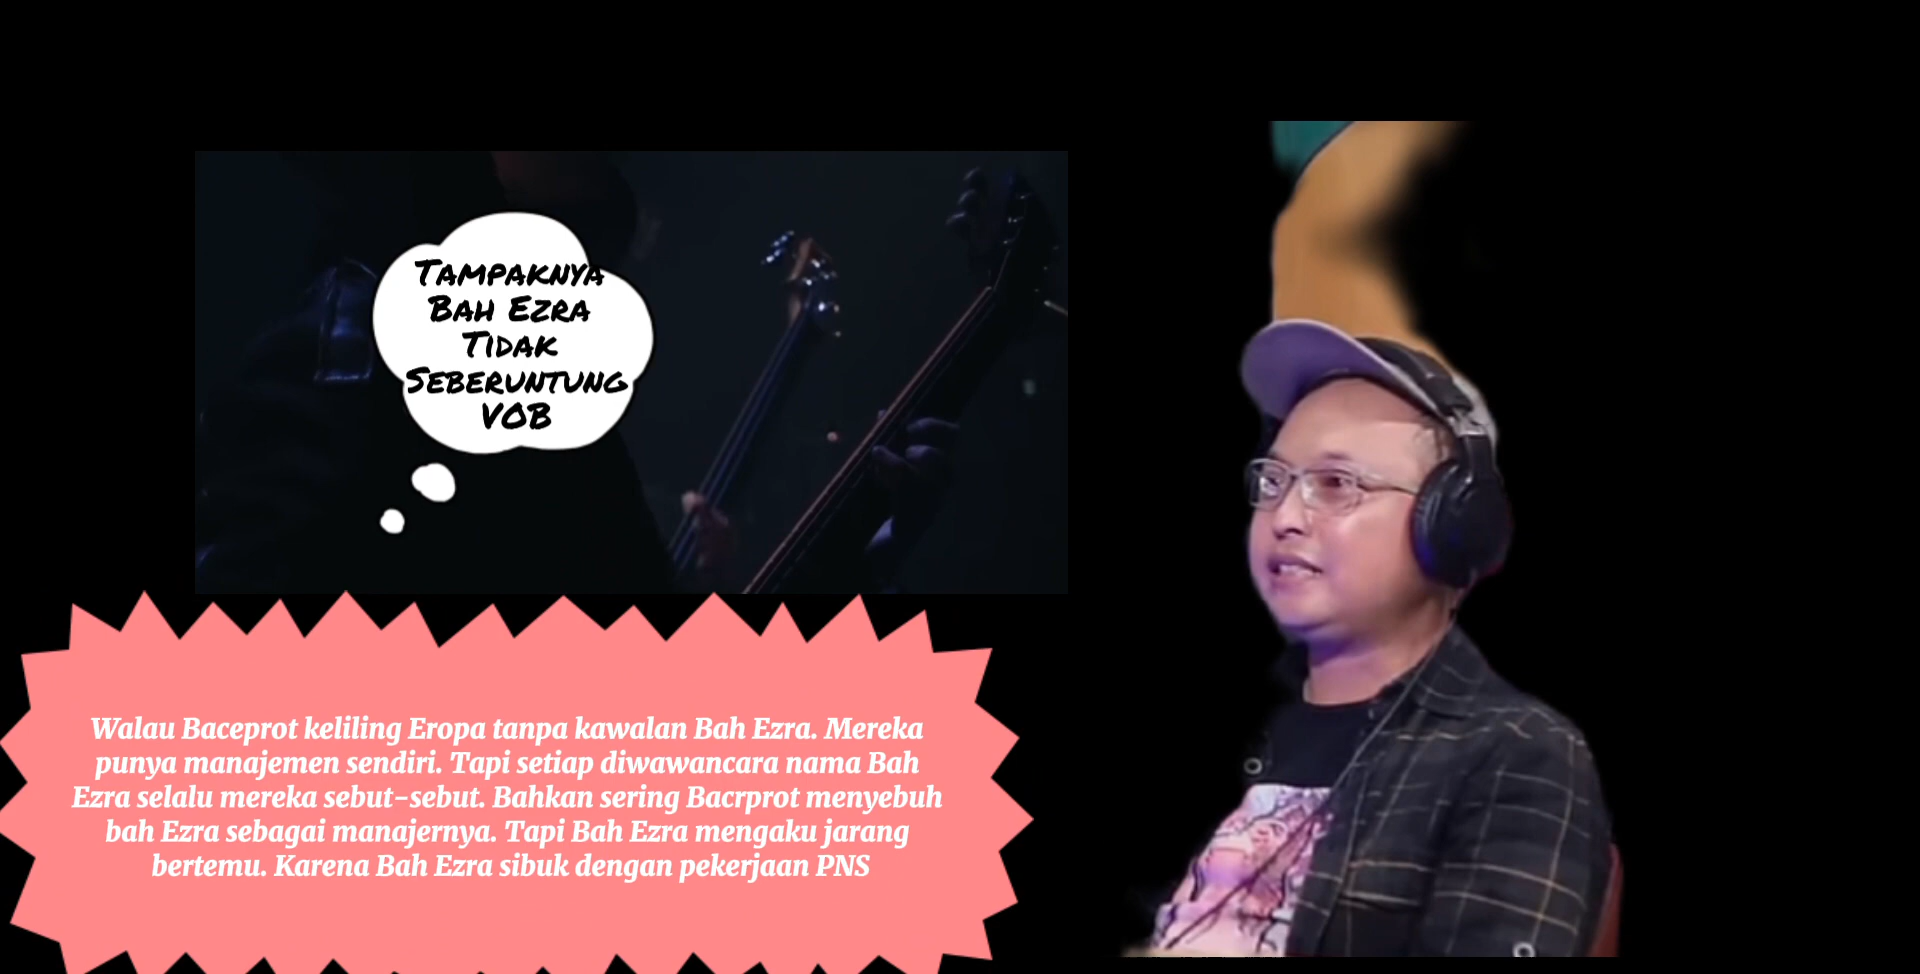 Tampaknya
Bah Ezra
Tidak
Seberuntung
VOB
Walau Baceprot keliling Eropa tanpa kawalan Bah Ezra. Mereka
punya manajemen sendiri. Tapi setiap diwawancara nama Bah
Ezra selalu mereka sebut-sebut. Bahkan sering Bacrprot menyebuh
bah Ezra sebagai manajernya. Tapi Bah Ezra mengaku jarang
bertemu. Karena Bah Ezra sibuk dengan pekerjaan PNS